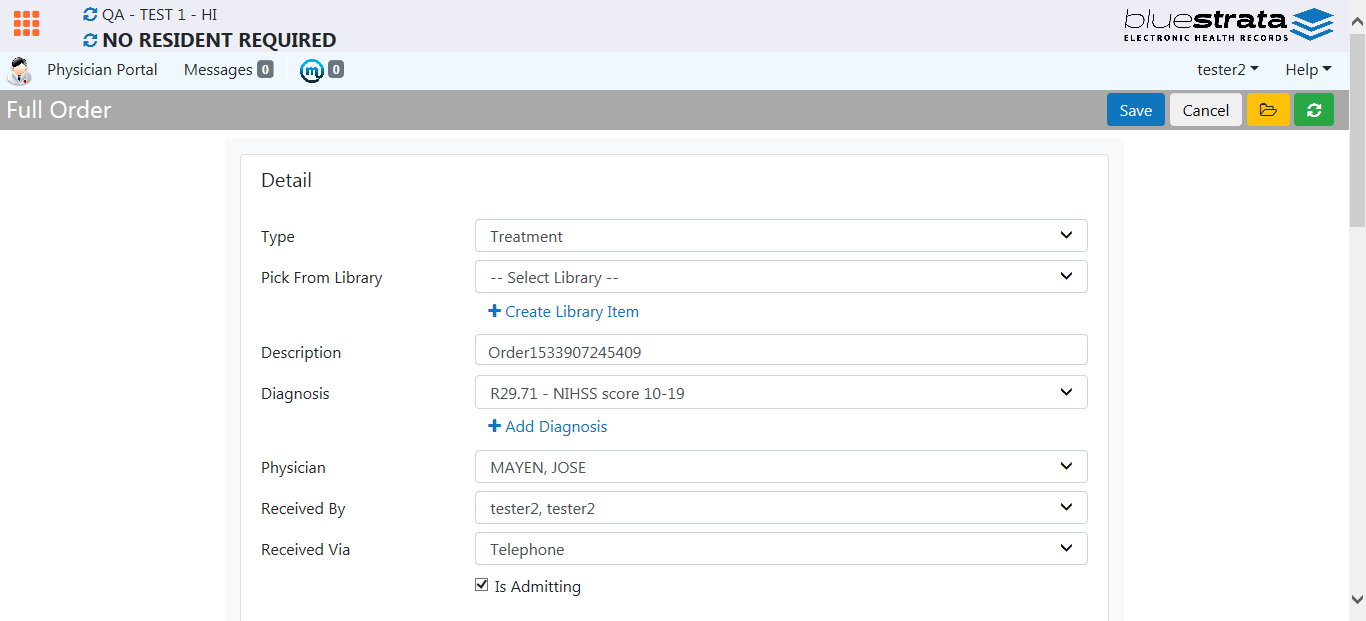 QA - TEST 1 - HI
NO RESIDENT REQUIRED
bluestrata
ELECTRONIC HEALTH RECORDS
Physician Portal Messages 0 m 0 tester2 Help
Full Order Save Cancel
Detail
Type Treatment
Pick From Library -- Select Library --
Create Library Item
Description Order1533907245409
Diagnosis R29.71 - NIHSS score 10-19
Add Diagnosis
Physician MAYEN, JOSE
Received By tester2, tester2
Received Via Telephone
Is Admitting